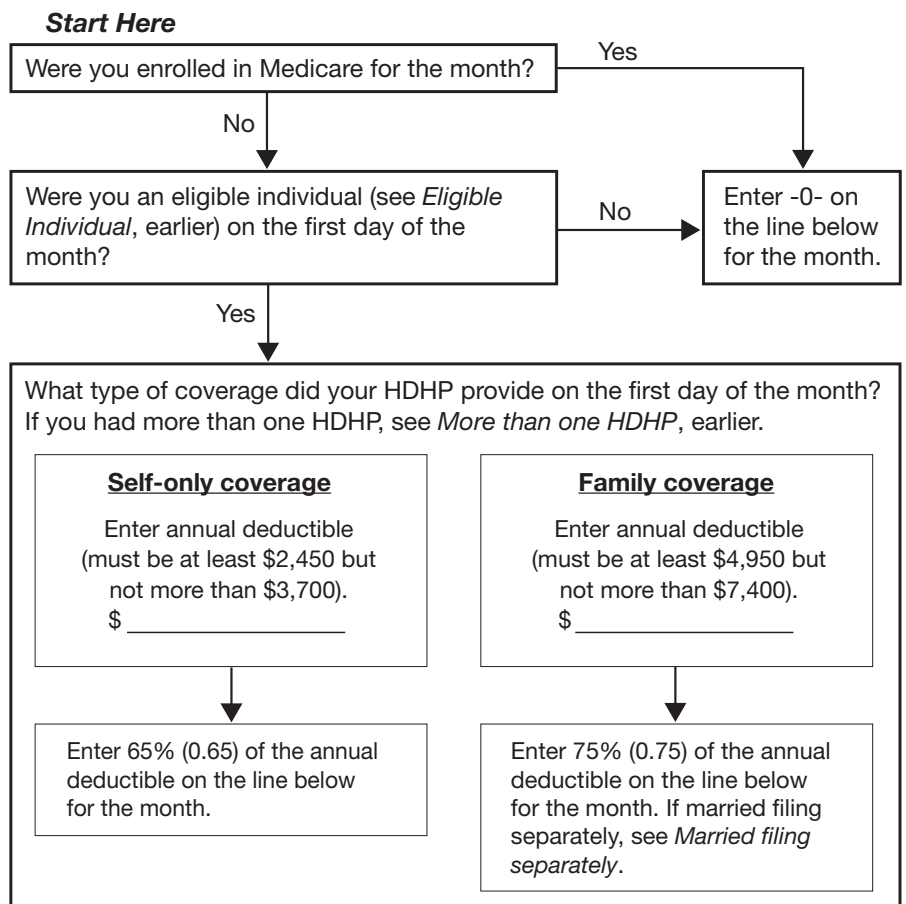 Start Here
Were you enrolled in Medicare for the month?
Yes
No
Were you an eligible individual (see Eligible
Individual, earlier) on the first day of the
month?
No
Enter -0- on
the line below
for the month.
Yes
What type of coverage did your HDHP provide on the first day of the month?
If you had more than one HDHP, see More than one HDHP, earlier.
Self-only coverage
Enter annual deductible
(must be at least $2,450 but
not more than $3,700).
$ __________________
Enter 65% (0.65) of the annual
deductible on the line below
for the month.
Family coverage
Enter annual deductible
(must be at least $4,950 but
not more than $7,400).
$ __________________
Enter 75% (0.75) of the annual
deductible on the line below
for the month. If married filing
separately, see Married filing
separately.